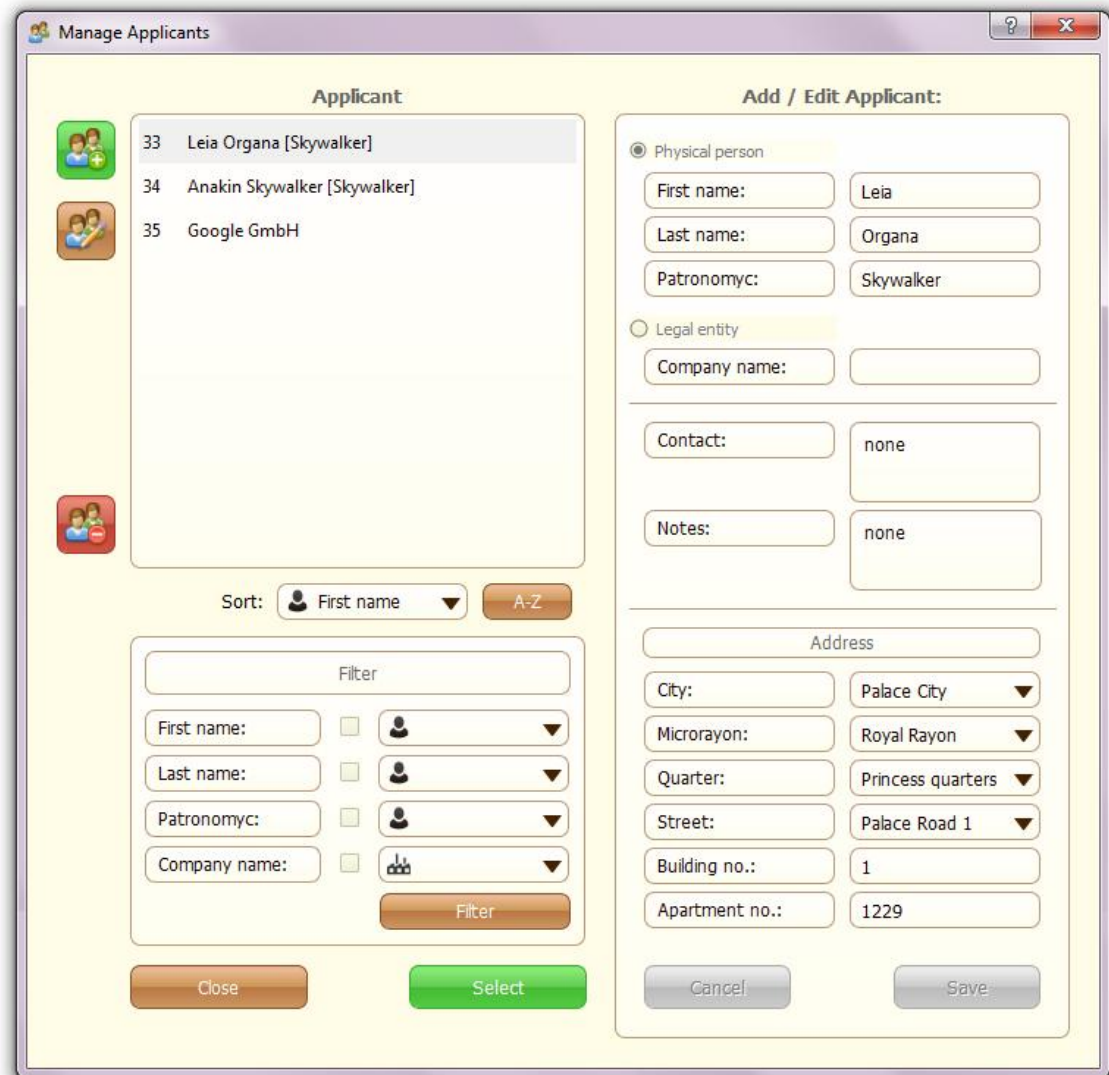 Manage Applicants
Applicant
33 Leia Organa [Skywalker]
34 Anakin Skywalker [Skywalker]
35 Google GmbH
Sort: First name A-Z
Filter
First name:
Last name:
Patronomyc:
Company name:
Filter
Close Select
Add / Edit Applicant:
Physical person
First name: Leia
Last name: Organa
Patronomyc: Skywalker
Legal entity
Company name:
Contact: none
Notes: none
Address
City: Palace City
Microrayon: Royal Rayon
Quarter: Princess quarters
Street: Palace Road 1
Building no.: 1
Apartment no.: 1229
Cancel Save